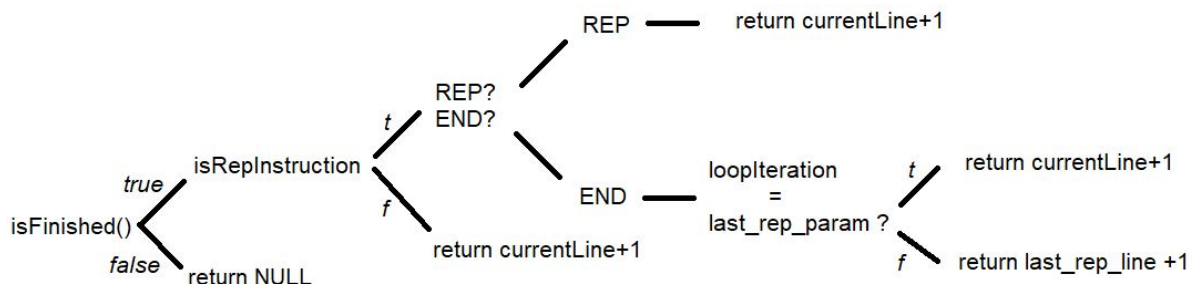 REP
return currentLine+1
REP?
END?
t
isRepInstruction
true
isFinished()
false
return NULL
f
return currentLine+1
END
loopIteration
=
last_rep_param ?
t
return currentLine+1
f
return last_rep_line +1